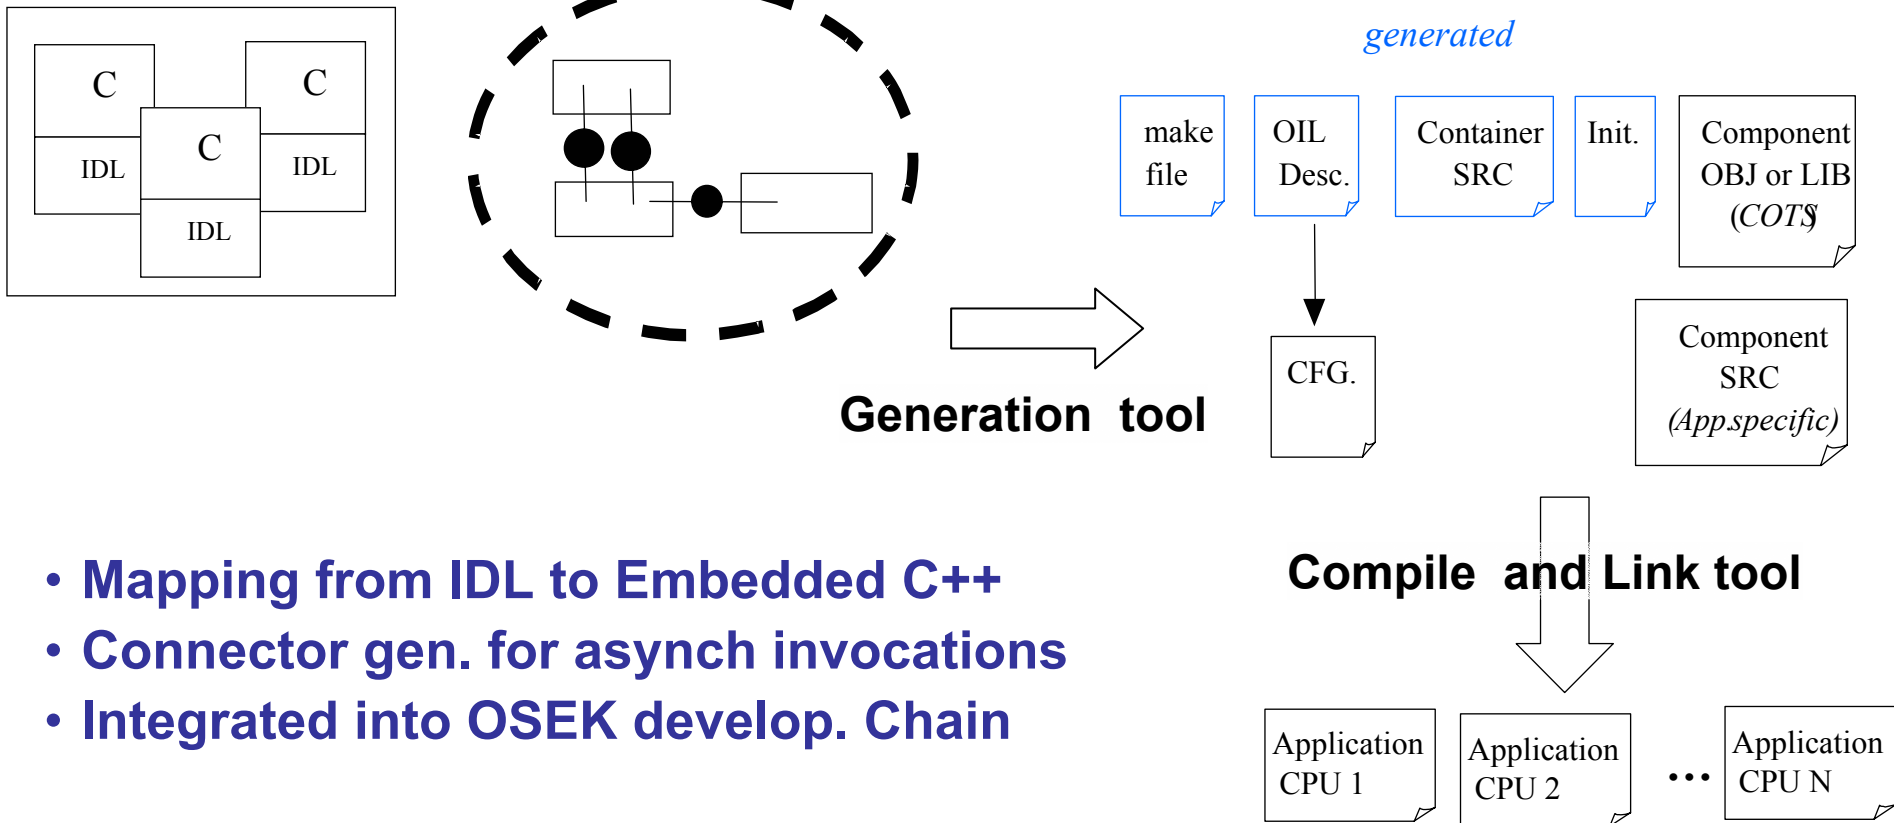 C
IDL
C
IDL
C
IDL
generated
make
file
OIL
Desc.
Container
SRC
Init.
Component
OBJ or LIB
(COTS)
CFG.
Component
SRC
(App.specific)
Generation tool
• Mapping from IDL to Embedded C++
• Connector gen. for asynch invocations
• Integrated into OSEK develop. Chain
Compile and Link tool
Application
CPU 1
Application
CPU 2
...
Application
CPU N